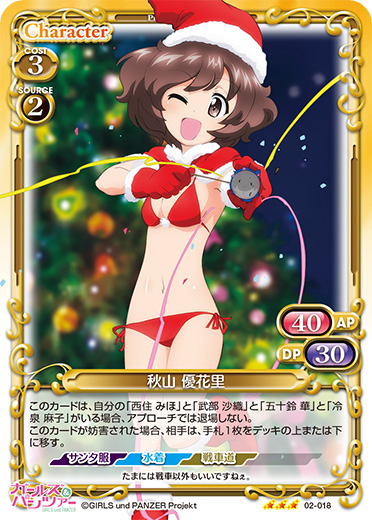 Character
COST
3
SOURCE
2
40 AP
DP 30
秋山 優花里
このカードは、自分の「西住 みほ」と「武部 沙織」と「五十鈴 華」と「冷
泉 麻子」がいる場合、アプローチでは退場しない。
このカードが妨害された場合、相手は、手札1枚をデッキの上または下
に移す。
サンタ服 水着 戦車道
たまには戦車以外もいいですねぇ。
ガールズ&パンツァー
GIRLS und PANZER
©GIRLS und PANZER Projekt
02-018